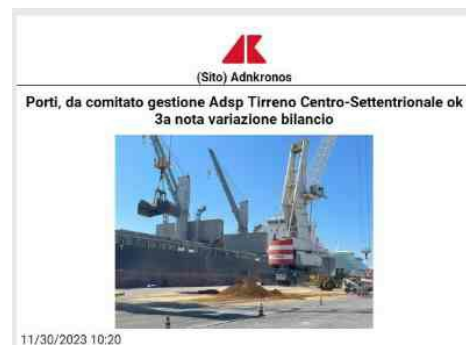 (Sito) Adnkronos
Porti, da comitato gestione Adsp Tirreno Centro-Settentrionale ok
3a nota variazione bilancio
11/30/2023 10:20